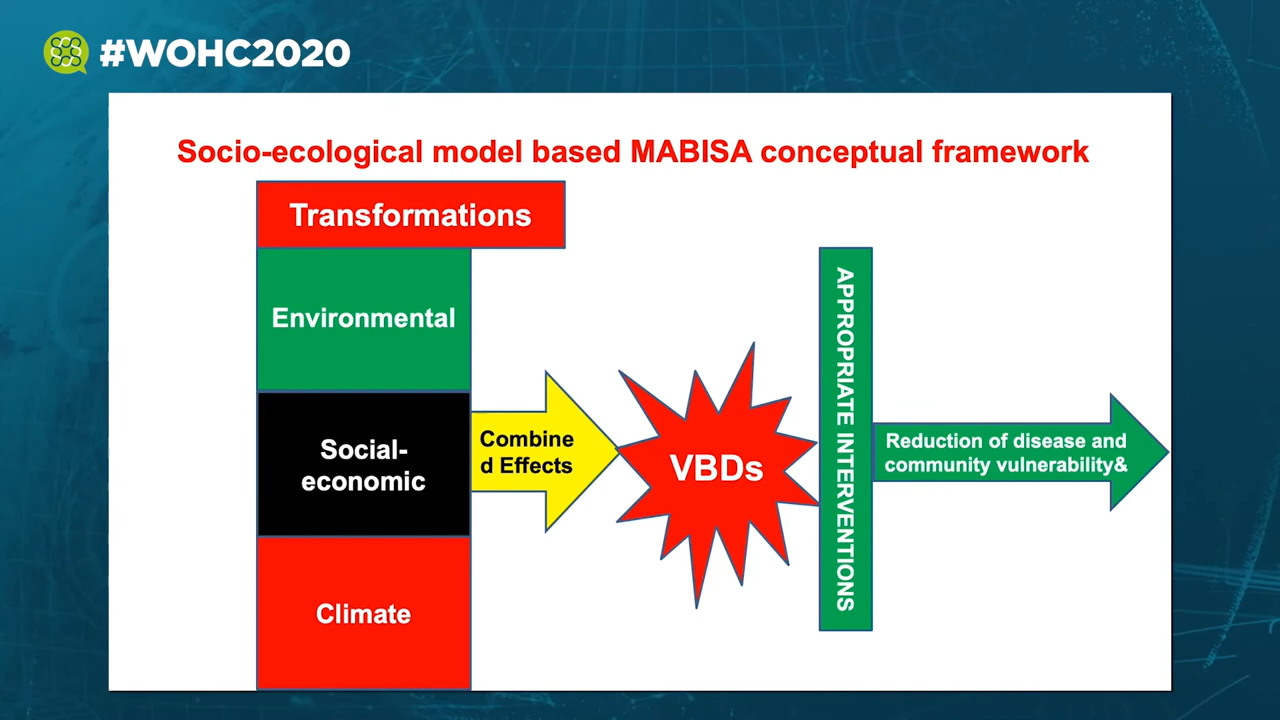 #WOHC2020
Socio-ecological model based MABISA conceptual framework
Transformations
Environmental
Social-
economic
Climate
Combine
d Effects
VBDs
APPROPRIATE INTERVENTIONS
Reduction of disease and
community vulnerability&